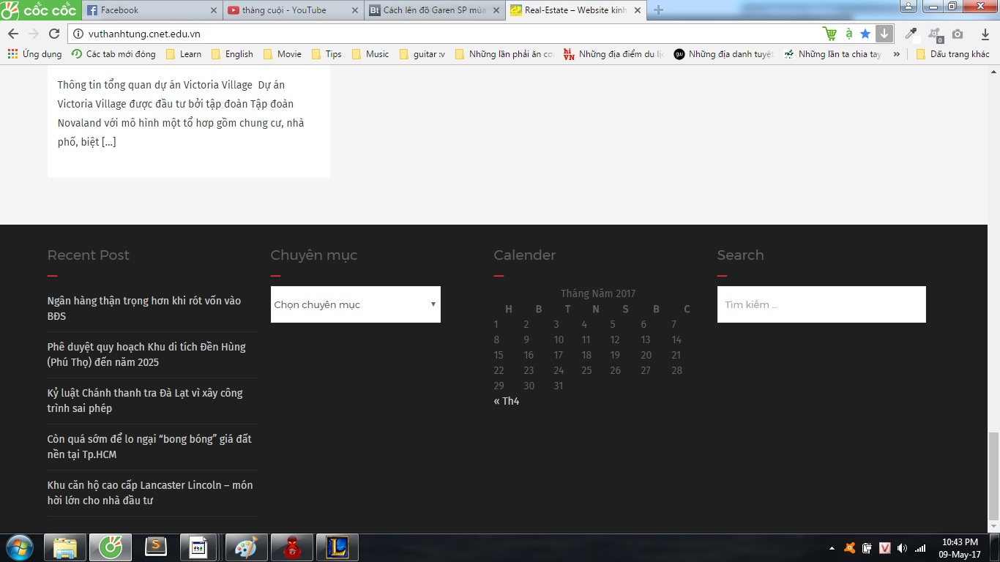 cốc cốc
Facebook
thàng cuội - YouTube
Cách lên đồ Garen SP mùa
Real-Estate – Website kinh
vuthanhtung.cnet.edu.vn
Ứng dụng
Các tab mới đóng
Learn
English
Movie
Tips
Music
guitar :v
Những lần phải ăn cơ
Những địa điểm du lịc
Những địa danh tuyệt
Những lần ta chia tay
»
Dấu trang khác
Thông tin tổng quan dự án Victoria Village Dự án
Victoria Village được đầu tư bởi tập đoàn Tập đoàn
Novaland với mô hình một tổ hợp gồm chung cư, nhà
phố, biệt [...]
Recent Post
Ngân hàng thận trọng hơn khi rót vốn vào
BĐS
Phê duyệt quy hoạch Khu di tích Đền Hùng
(Phú Thọ) đến năm 2025
Kỷ luật Chánh thanh tra Đà Lạt vì xây công
trình sai phép
Còn quá sớm để lo ngại “bong bóng” giá đất
nền tại Tp.HCM
Khu căn hộ cao cấp Lancaster Lincoln – món
hời lớn cho nhà đầu tư
Chuyên mục
Chọn chuyên mục
Calender
Tháng Năm 2017
H B T N S B C
1 2 3 4 5 6 7
8 9 10 11 12 13 14
15 16 17 18 19 20 21
22 23 24 25 26 27 28
29 30 31
« Th4
Search
Tìm kiếm ...
10:43 PM
09-May-17